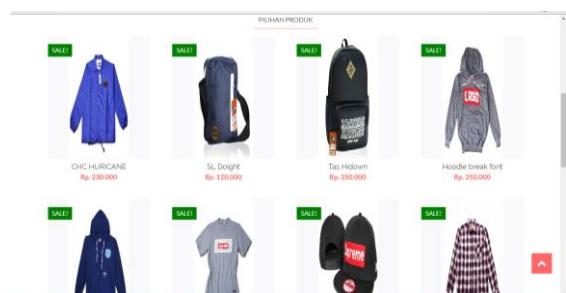 PILIHAN PRODUK
SALE! SALE! SALE! SALE!
CHC HURICANE SL Doight Tas Hidown Hoodie break font
Rp. 230.000 Rp. 120.000 Rp. 250.000 Rp. 250.000
SALE! SALE! SALE! SALE!
Supreme